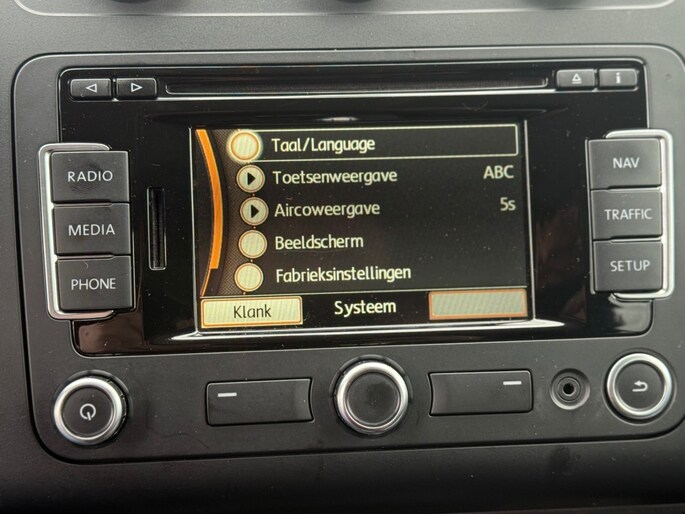 i
RADIO
MEDIA
PHONE
Taal/Language
Toetsenweergave ABC
Aircoweergave 5s
Beeldscherm
Fabrieksinstellingen
Klank Systeem
NAV
TRAFFIC
SETUP